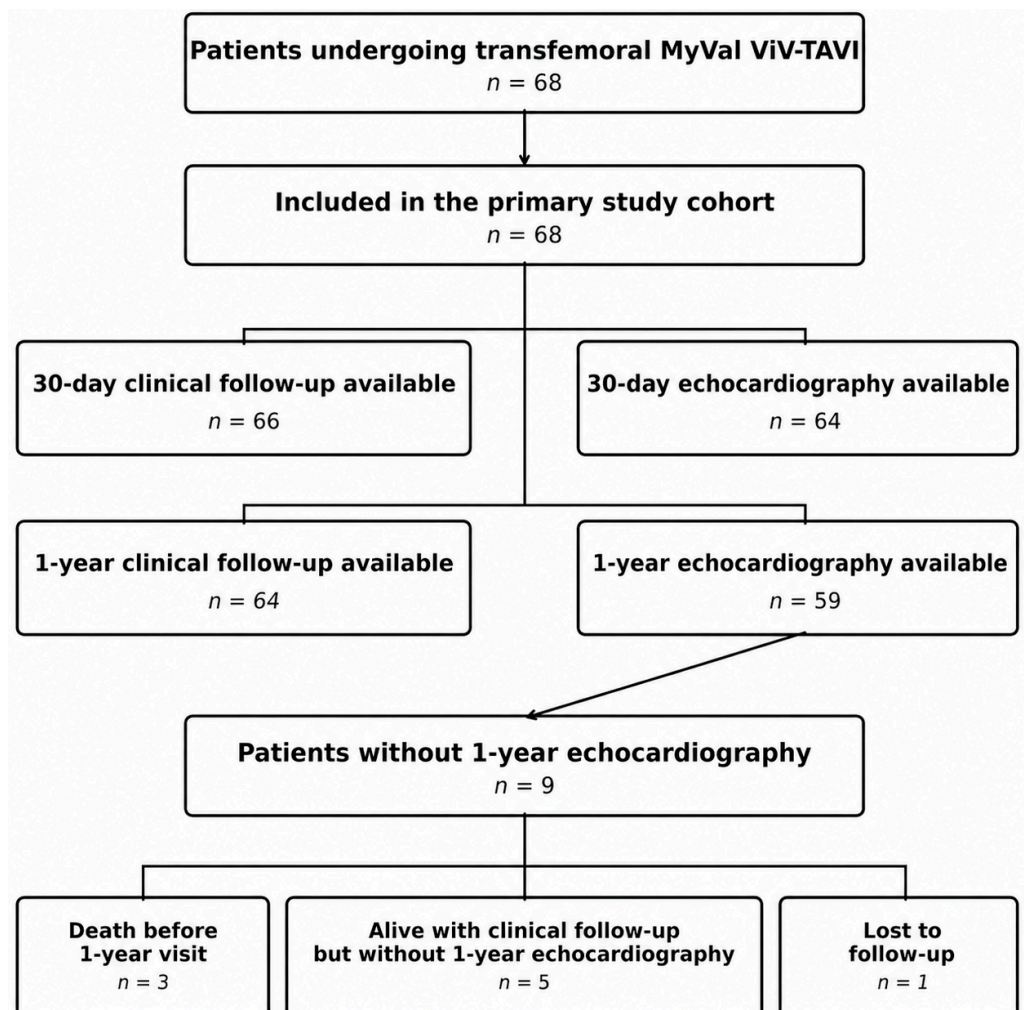 Patients undergoing transfemoral MyVal ViV-TAVI
n = 68
Included in the primary study cohort
n = 68
30-day clinical follow-up available
n = 66
30-day echocardiography available
n = 64
1-year clinical follow-up available
n = 64
1-year echocardiography available
n = 59
Patients without 1-year echocardiography
n = 9
Death before
1-year visit
n = 3
Alive with clinical follow-up
but without 1-year echocardiography
n = 5
Lost to
follow-up
n = 1